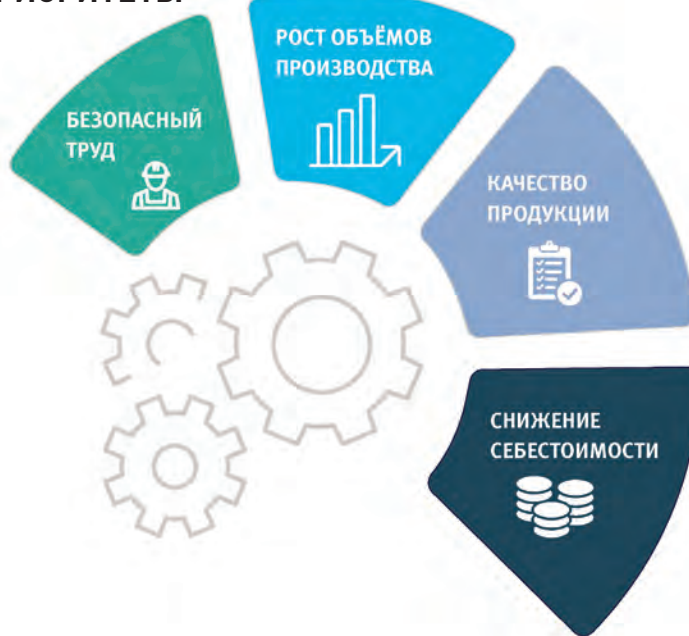 БЕЗОПАСНЫЙ
ТРУД
РОСТ ОБЪЁМОВ
ПРОИЗВОДСТВА
КАЧЕСТВО
ПРОДУКЦИИ
СНИЖЕНИЕ
СЕБЕСТОИМОСТИ